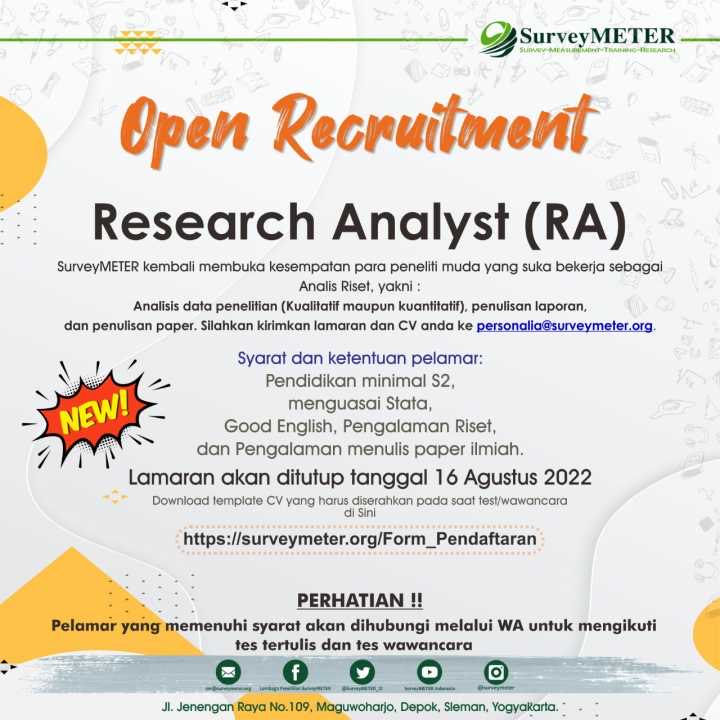 SurveyMETER
SURVEY-MEASUREMENT-TRAINING-RESEARCH
Open Recruitment
Research Analyst (RA)
SurveyMETER kembali membuka kesempatan para peneliti muda yang suka bekerja sebagai
Analis Riset, yakni :
Analisis data penelitian (Kualitatif maupun kuantitatif), penulisan laporan,
dan penulisan paper. Silahkan kirimkan lamaran dan CV anda ke personalia@surveymeter.org.
Syarat dan ketentuan pelamar:
Pendidikan minimal S2,
menguasai Stata,
Good English, Pengalaman Riset,
dan Pengalaman menulis paper ilmiah.
NEW!
Lamaran akan ditutup tanggal 16 Agustus 2022
Download template CV yang harus diserahkan pada saat test/wawancara
di Sini
https://surveymeter.org/Form_Pendaftaran
PERHATIAN !!
Pelamar yang memenuhi syarat akan dihubungi melalui WA untuk mengikuti
tes tertulis dan tes wawancara
sm@surveymeter.org Lembaga Penelitian SurveyMETER @SurveyMETER_ID SurveyMETER Indonesia @surveymeter
Jl. Jenengan Raya No.109, Maguwoharjo, Depok, Sleman, Yogyakarta.